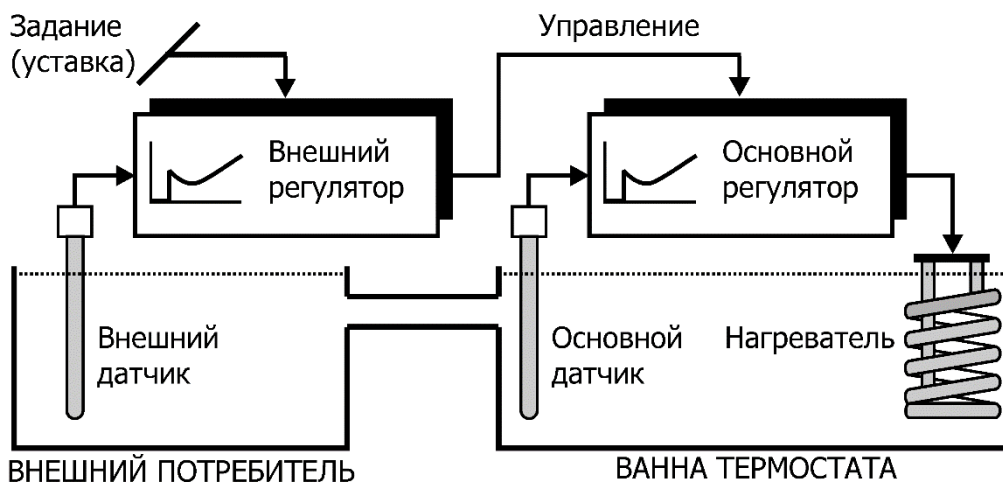 Задание
(уставка)
Управление
Внешний
регулятор
Основной
регулятор
Внешний
датчик
Основной
датчик
Нагреватель
ВНЕШНИЙ ПОТРЕБИТЕЛЬ
ВАННА ТЕРМОСТАТА